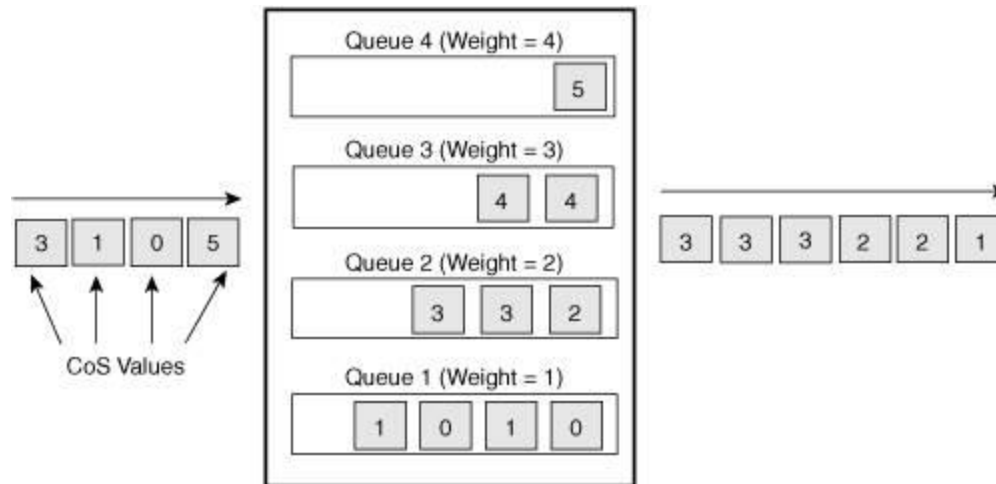 Queue 4 (Weight = 4)
5
Queue 3 (Weight = 3)
4 4
3 1 0 5
3 3 3 2 2 1
Queue 2 (Weight = 2)
3 3 2
CoS Values
Queue 1 (Weight = 1)
1 0 1 0